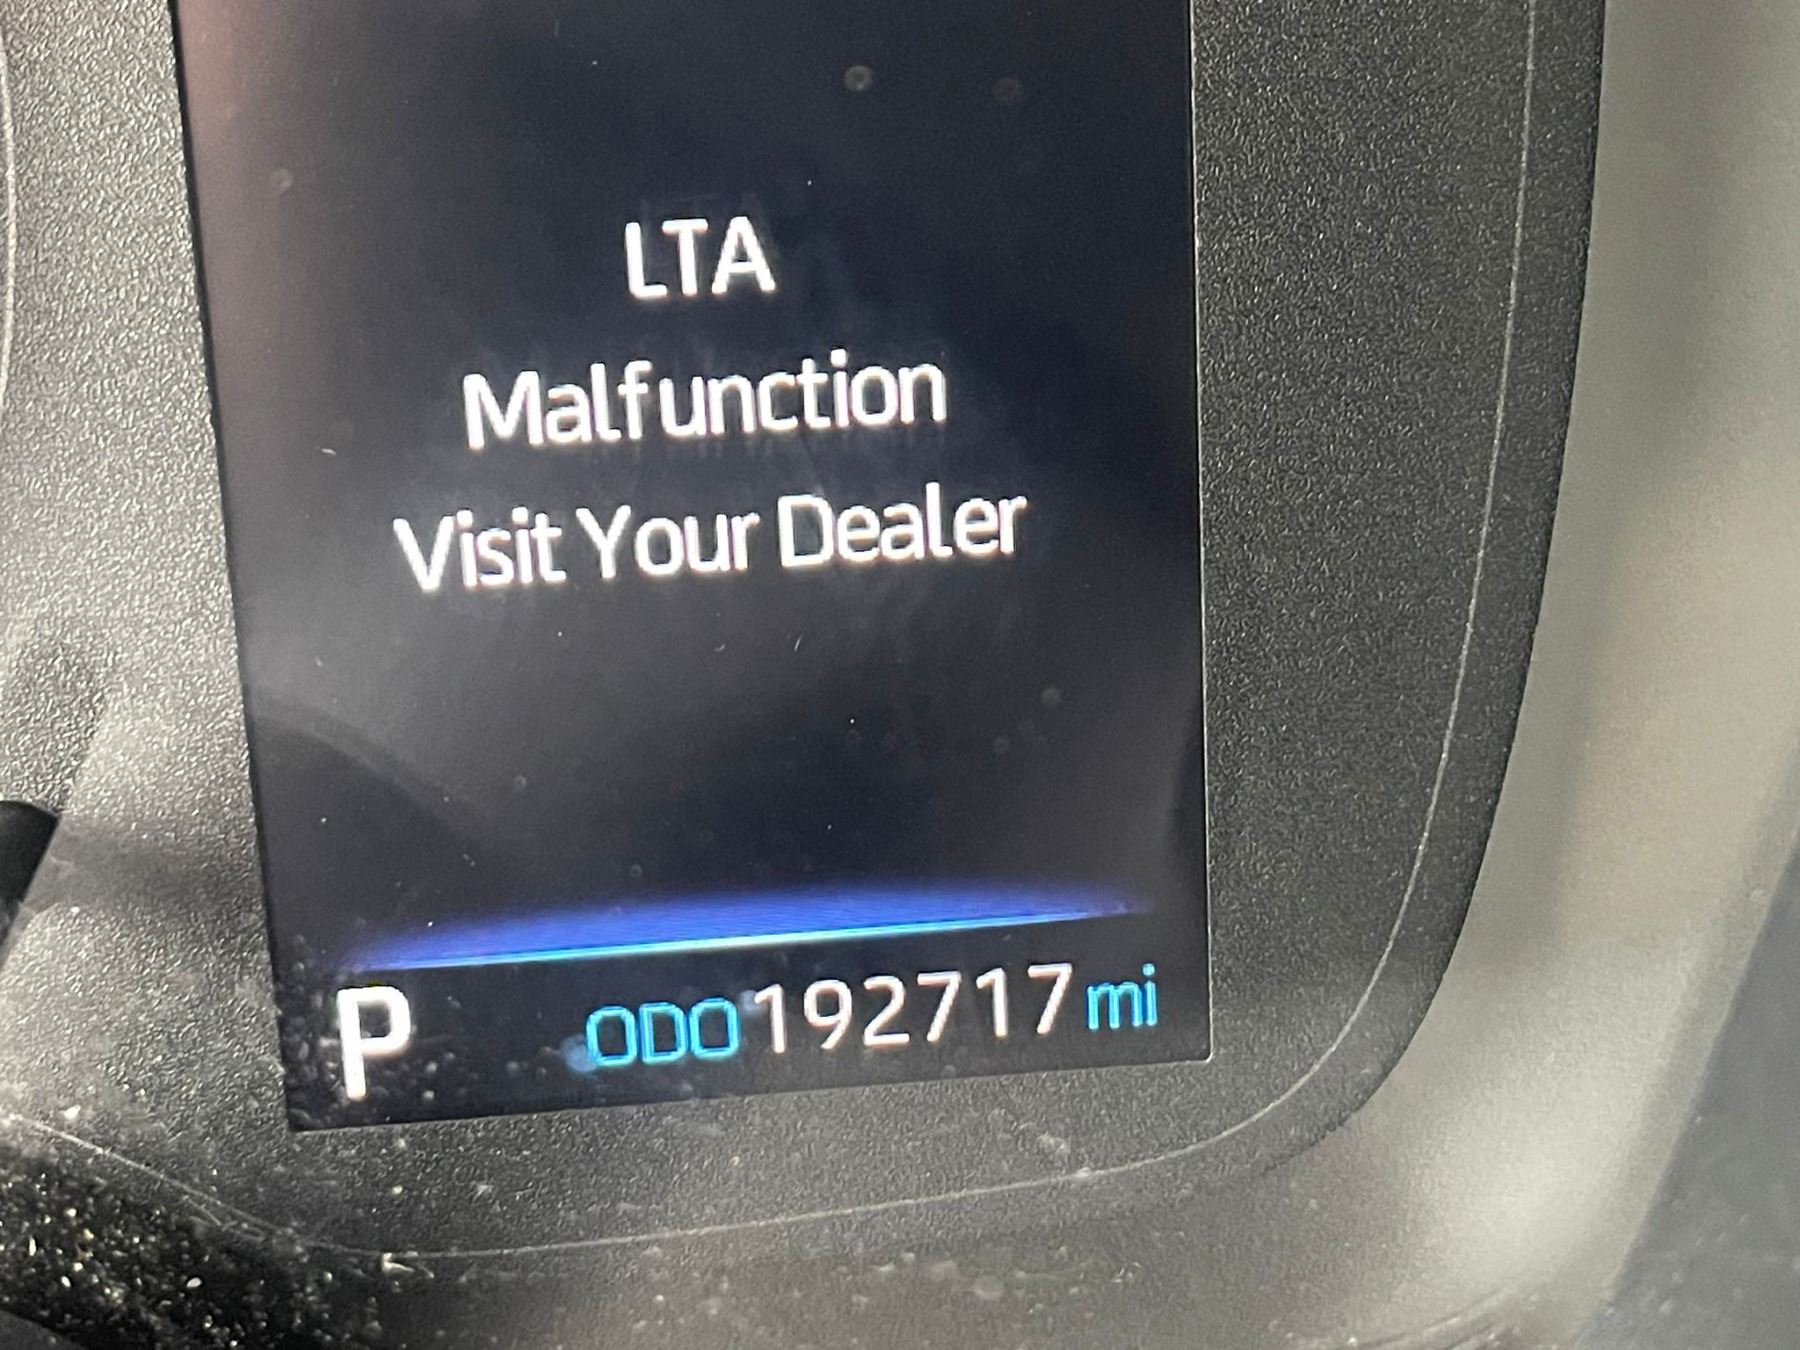 LTA
Malfunction
Visit Your Dealer
P ODO 192717 mi